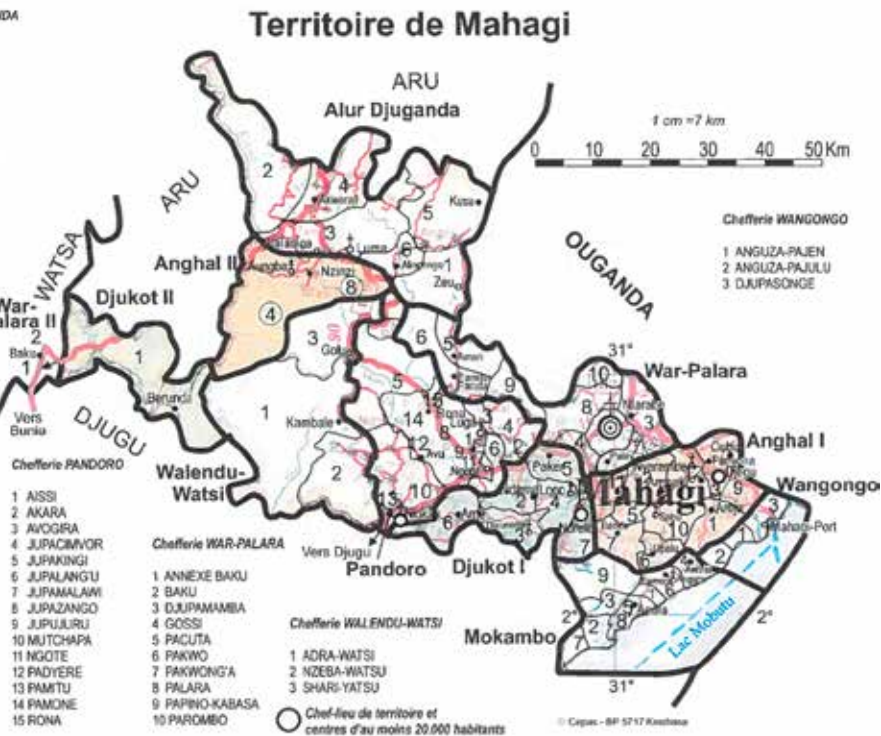 Territoire de Mahagi
ARU
Alur Djuganda
1 cm =7 km
0 10 20 30 40 50 Km
ARU
WATSA
DJUGU
OUGANDA
Chefferie WANGONGO
1 ANGUZA-PAJEN
2 ANGUZA-PAJULU
3 DJUPASONGE
Anghal II
Djukot II
War-Palara
Anghal I
Wangongo
Mahagi
Mahagi-Port
Walendu-
Watsi
Pandoro
Djukot I
Mokambo
Lac Mobutu
Vers
Bunia
Vers Djugu
Kusa
Zeu
Luma
Nzinzi
Aungba
Kambale
Berunda
Rona
31°
31°
2°
2°
Chefferie PANDORO
1 AISSI
2 AKARA
3 AVOGIRA
4 JUPACIMVOR
5 JUPAKINGI
6 JUPALANG'U
7 JUPAMALAWI
8 JUPAZANGO
9 JUPUJURU
10 MUTCHAPA
11 NGOTE
12 PADYERE
13 PAMITU
14 PAMONE
15 RONA
Chefferie WAR-PALARA
1 ANNEXE BAKU
2 BAKU
3 DJUPAMAMBA
4 GOSSI
5 PACUTA
6 PAKWO
7 PAKWONG'A
8 PALARA
9 PAPINO-KABASA
10 PAROMBO
Chefferie WALENDU-WATSI
1 ADRA-WATSI
2 NZEBA-WATSU
3 SHARI-YATSU
Chef-lieu de territoire et
centres d'au moins 20.000 habitants
© Cepas - BP 5717 Kinshasa